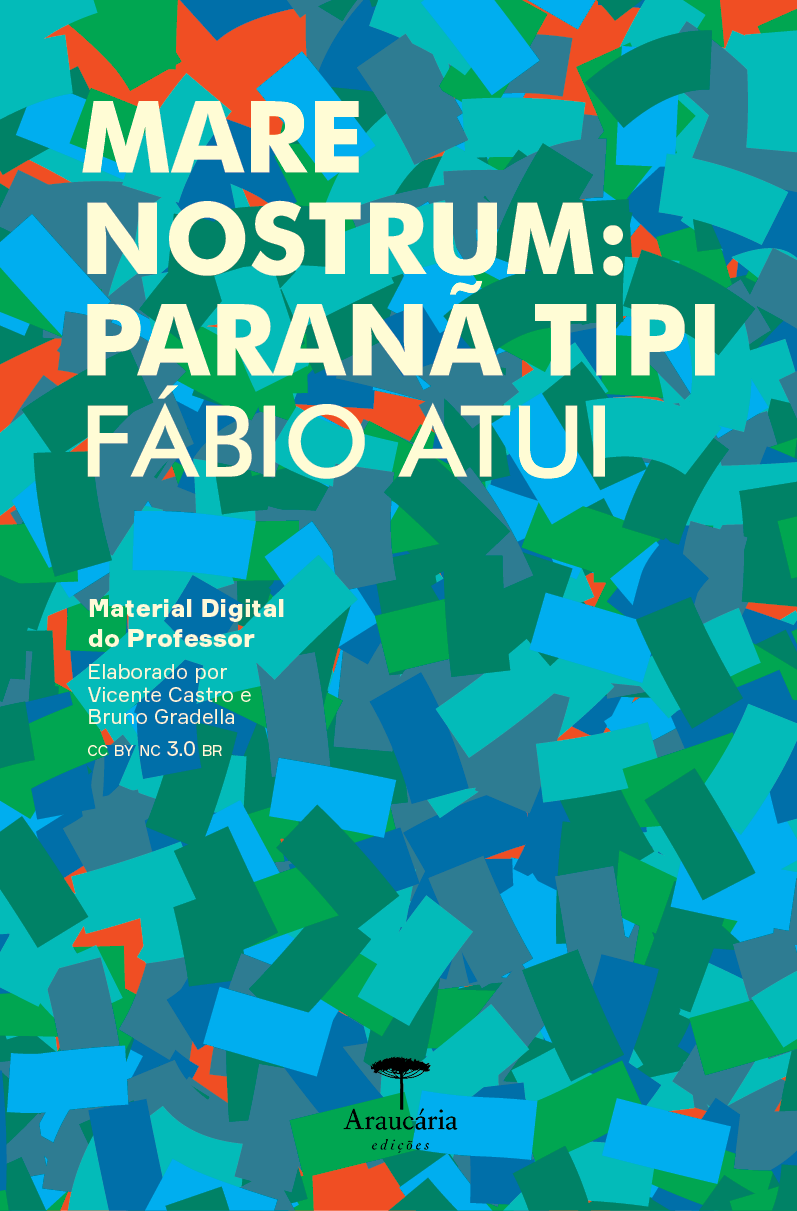 MARE
NOSTRUM:
PARANÃ TIPI
FÁBIO ATUI
Material Digital
do Professor
Elaborado por
Vicente Castro e
Bruno Gradella
CC BY NC 3.0 BR
Araucária
edições